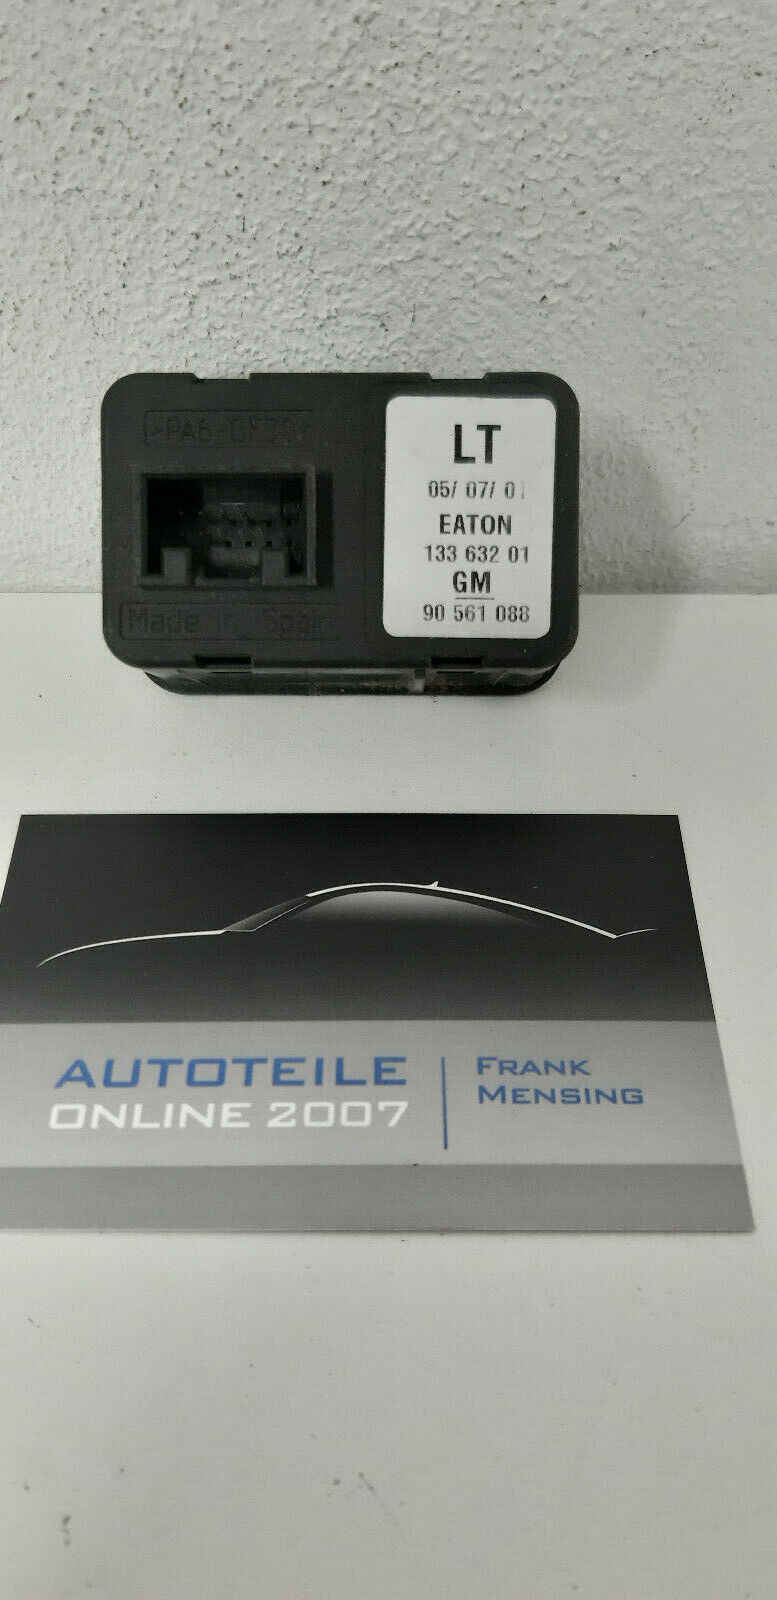 LT
05/ 07/ 01
EATON
133 632 01
GM
90 561 088
Made in Spain
AUTOTEILE
ONLINE 2007
FRANK
MENSING